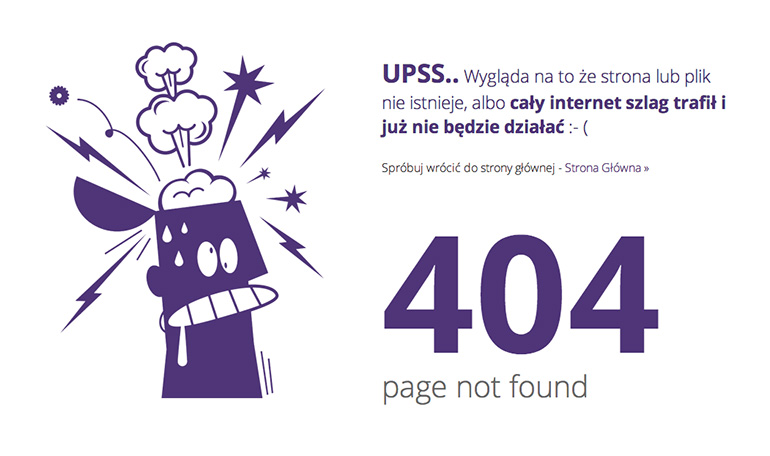 UPSS.. Wygląda na to że strona lub plik
nie istnieje, albo cały internet szlag trafił i
już nie będzie działać :- (
Spróbuj wrócić do strony głównej - Strona Główna »
404
page not found